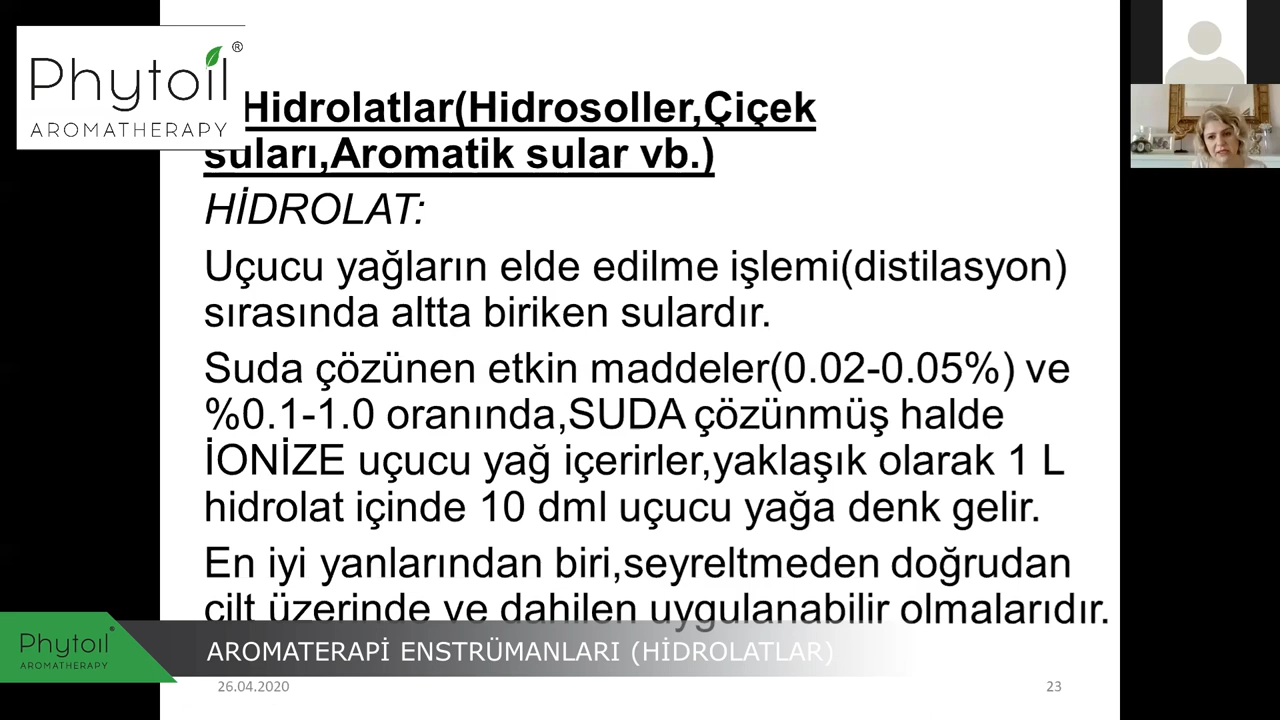 Phytoil®
AROMATHERAPY
Hidrolatlar(Hidrosoller,Çiçek
suları,Aromatik sular vb.)
HİDROLAT:
Uçucu yağların elde edilme işlemi(distilasyon)
sırasında altta biriken sulardır.
Suda çözünen etkin maddeler(0.02-0.05%) ve
%0.1-1.0 oranında,SUDA çözünmüş halde
İONİZE uçucu yağ içerirler,yaklaşık olarak 1 L
hidrolat içinde 10 dml uçucu yağa denk gelir.
En iyi yanlarından biri,seyreltmeden doğrudan
cilt üzerinde ve dahilen uygulanabilir olmalarıdır.
Phytoil®
AROMATHERAPY
AROMATERAPİ ENSTRÜMANLARI (HİDROLATLAR)
26.04.2020
23